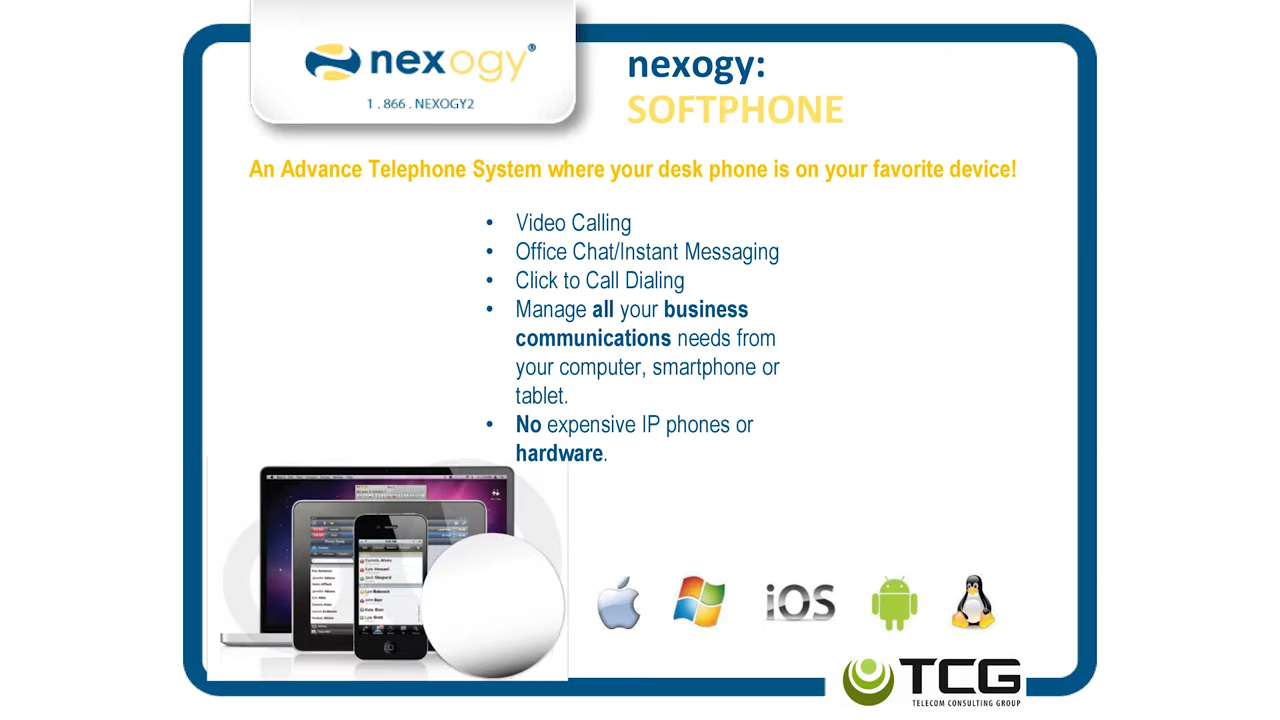 nexogy®
1 . 866 . NEXOGY2
nexogy:
SOFTPHONE
An Advance Telephone System where your desk phone is on your favorite device!
• Video Calling
• Office Chat/Instant Messaging
• Click to Call Dialing
• Manage all your business
communications needs from
your computer, smartphone or
tablet.
• No expensive IP phones or
hardware.
iOS
TCG
TELECOM CONSULTING GROUP